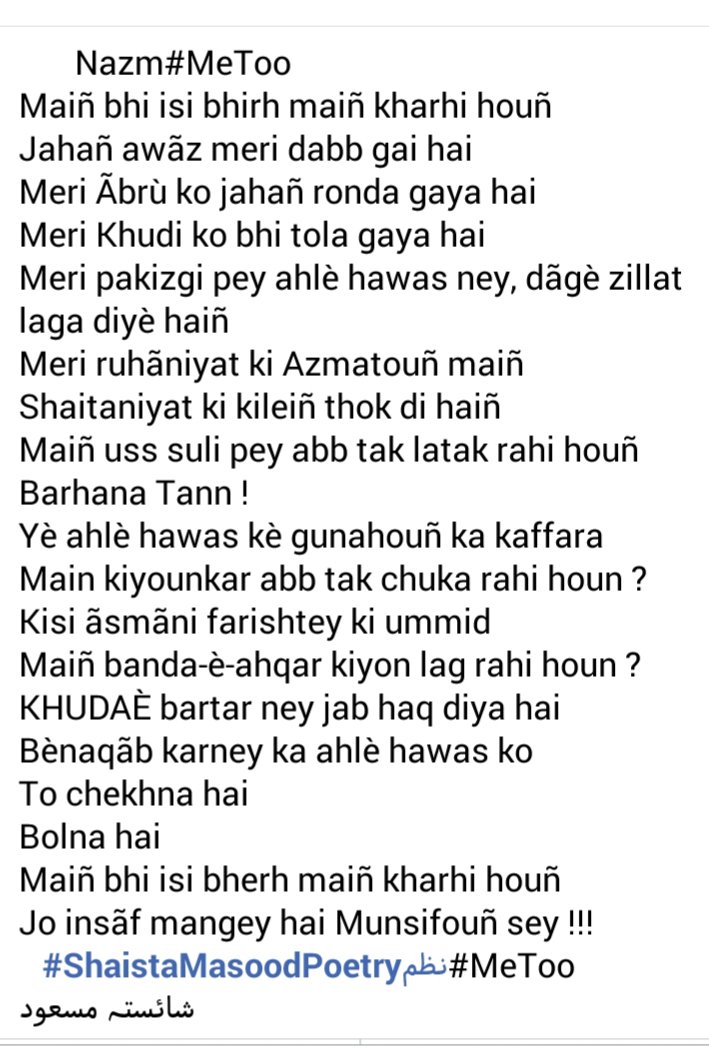 Nazm#MeToo
Maiñ bhi isi bhirh maiñ kharhi houñ
Jahañ awãz meri dabb gai hai
Meri Ãbrù ko jahañ ronda gaya hai
Meri Khudi ko bhi tola gaya hai
Meri pakizgi pey ahlè hawas ney, dãgè zillat
laga diyè haiñ
Meri ruhãniyat ki Azmatouñ maiñ
Shaitaniyat ki kileiñ thok di haiñ
Maiñ uss suli pey abb tak latak rahi houñ
Barhana Tann !
Yè ahlè hawas kè gunahouñ ka kaffara
Main kiyounkar abb tak chuka rahi houn ?
Kisi ãsmãni farishtey ki ummid
Maiñ banda-è-ahqar kiyon lag rahi houn ?
KHUDAÈ bartar ney jab haq diya hai
Bènaqãb karney ka ahlè hawas ko
To chekhna hai
Bolna hai
Maiñ bhi isi bherh maiñ kharhi houñ
Jo insãf mangey hai Munsifouñ sey !!!
#ShaistaMasoodPoetryنظم#MeToo
شائستہ مسعود